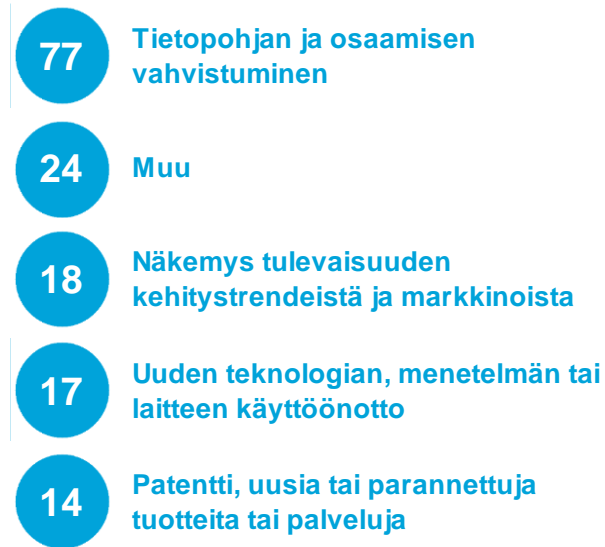 77
Tietopohjan ja osaamisen
vahvistuminen
24
Muu
18
Näkemys tulevaisuuden
kehitystrendeistä ja markkinoista
17
Uuden teknologian, menetelmän tai
laitteen käyttöönotto
14
Patentti, uusia tai parannettuja
tuotteita tai palveluja